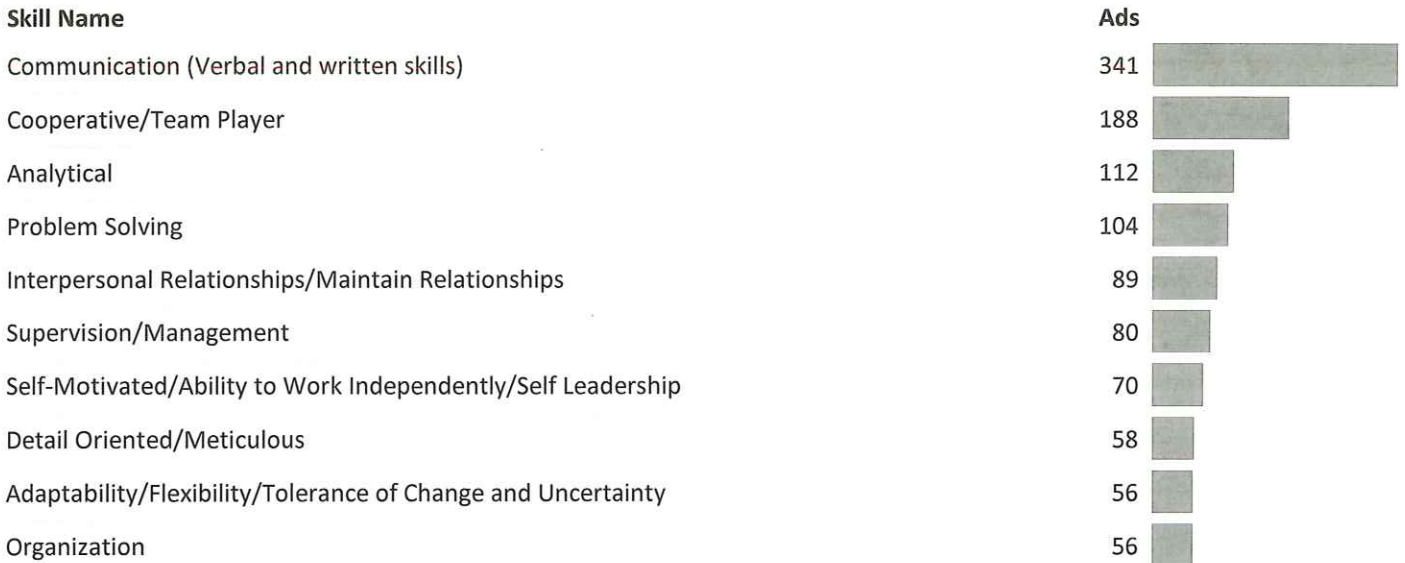 Skill Name Ads
Communication (Verbal and written skills) 341
Cooperative/Team Player 188
Analytical 112
Problem Solving 104
Interpersonal Relationships/Maintain Relationships 89
Supervision/Management 80
Self-Motivated/Ability to Work Independently/Self Leadership 70
Detail Oriented/Meticulous 58
Adaptability/Flexibility/Tolerance of Change and Uncertainty 56
Organization 56